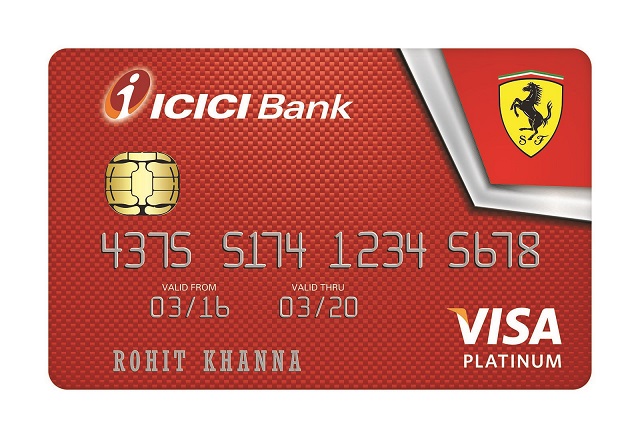 ICICI Bank
S F
4375 5174 1234 5678
VALID FROM VALID THRU
03/16 03/20
VISA
PLATINUM
ROHIT KHANNA